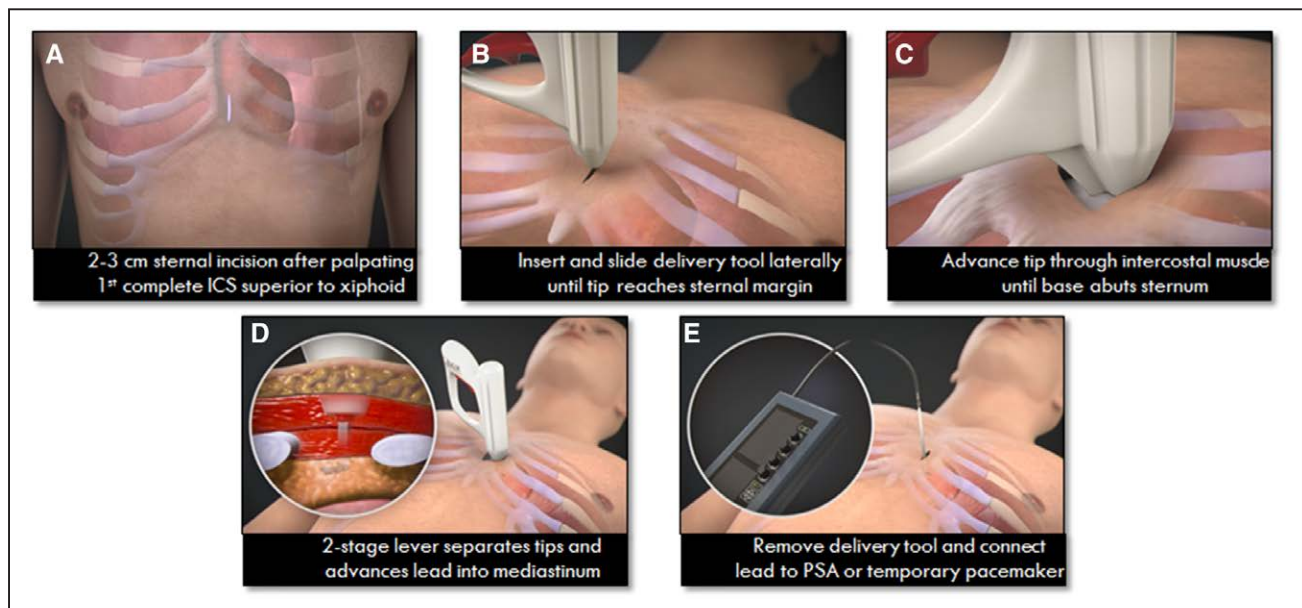 A
2-3 cm sternal incision after palpating
1st complete ICS superior to xiphoid
B
Insert and slide delivery tool laterally
until tip reaches sternal margin
C
Advance tip through intercostal muscle
until base abuts sternum
D
2-stage lever separates tips and
advances lead into mediastinum
E
Remove delivery tool and connect
lead to PSA or temporary pacemaker